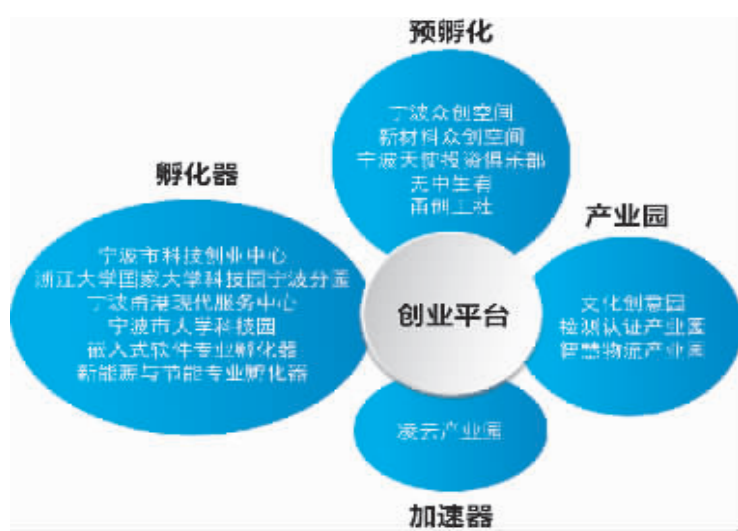 预孵化
宁波众创空间
新材料众创空间
宁波天使投资俱乐部
无中生有
甬创工社
孵化器
宁波市科技创业中心
浙江大学国家大学科技园宁波分园
宁波甬港现代服务中心
宁波市大学科技园
嵌入式软件专业孵化器
新能源与节能专业孵化器
产业园
文化创意园
检测认证产业园
智慧物流产业园
创业平台
凌云产业园
加速器